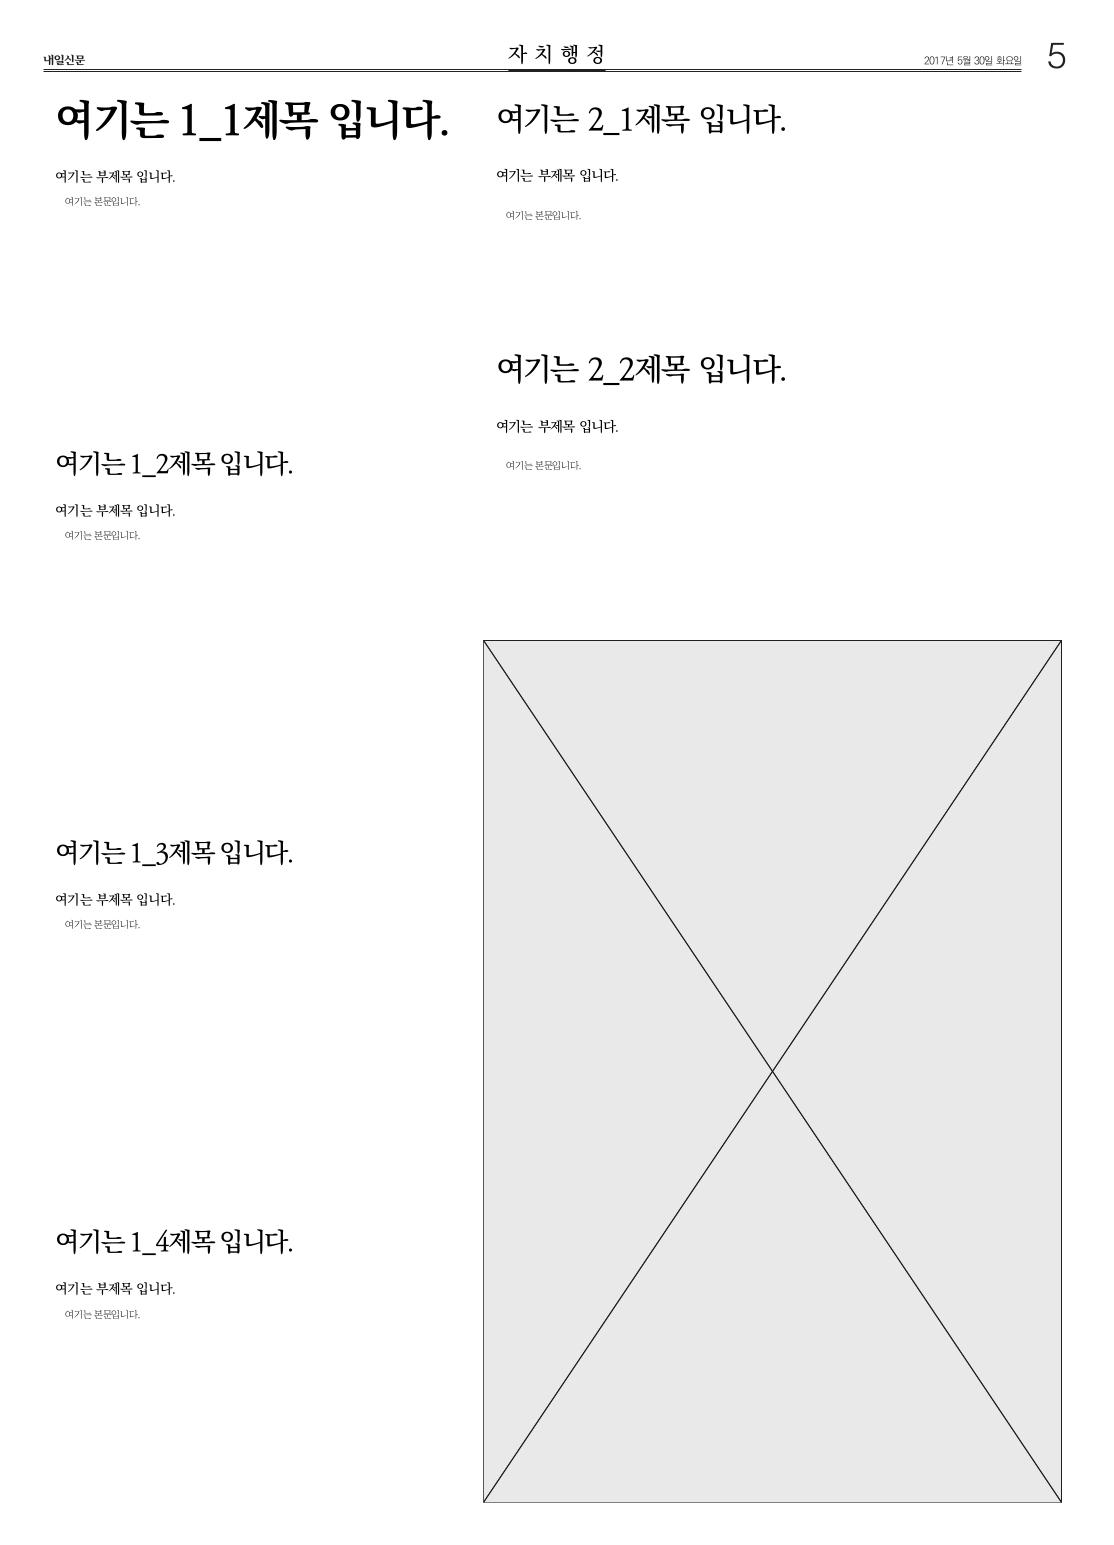 내일신문
자치행정
2017년 5월 30일 화요일
5
여기는 1_1제목 입니다.
여기는 부제목 입니다.
여기는 본문입니다.
여기는 1_2제목 입니다.
여기는 부제목 입니다.
여기는 본문입니다.
여기는 1_3제목 입니다.
여기는 부제목 입니다.
여기는 본문입니다.
여기는 1_4제목 입니다.
여기는 부제목 입니다.
여기는 본문입니다.
여기는 2_1제목 입니다.
여기는 부제목 입니다.
여기는 본문입니다.
여기는 2_2제목 입니다.
여기는 부제목 입니다.
여기는 본문입니다.